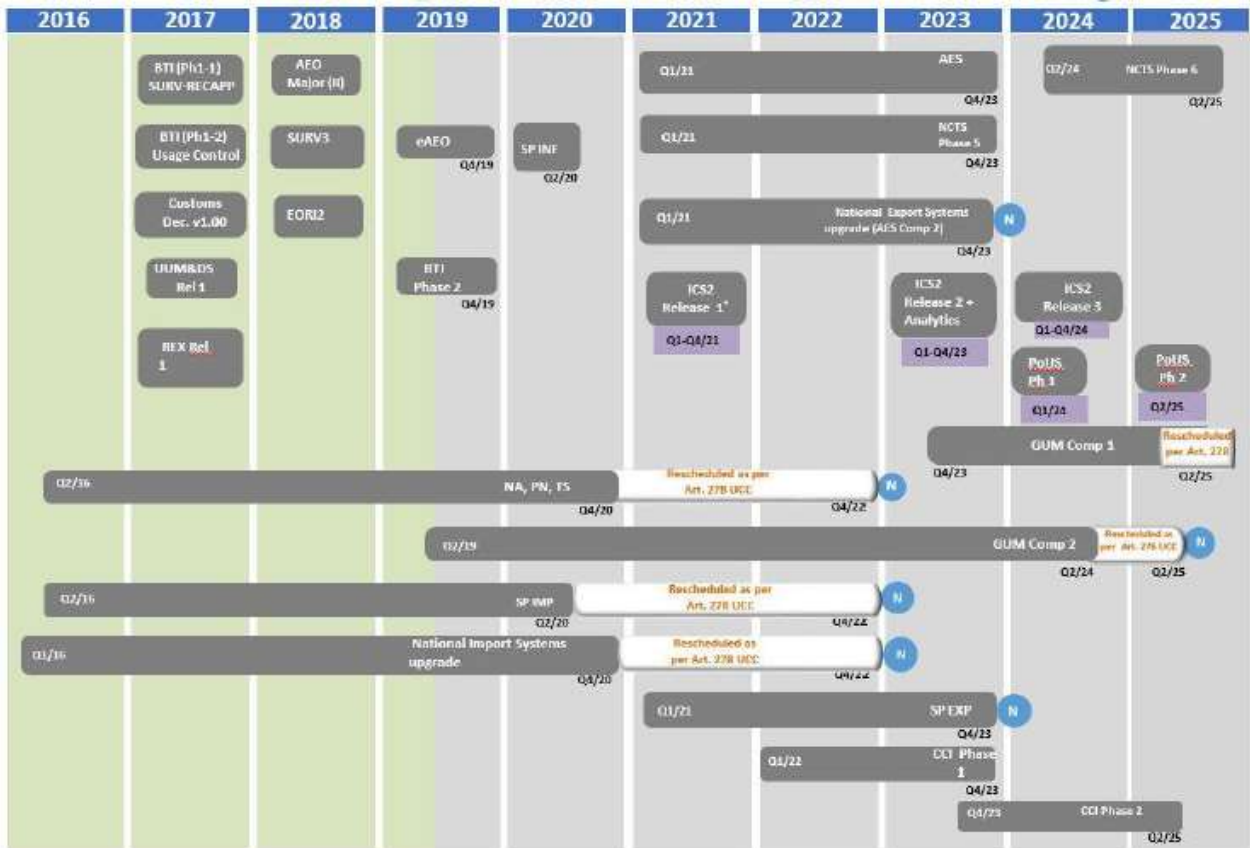 2016 2017 2018 2019 2020 2021 2022 2023 2024 2025
BTI (Ph1-1)
SURV-RECAPP
AEO
Major (R)
Q1/21
AES
Q4/23
Q2/24
NCTS Phase 6
Q2/25
BTI (Ph1-2)
Usage Control
SURV3
eAEO
Q4/19
SP INF
Q2/20
Q1/21
NCTS
Phase 5
Q4/23
Customs
Dec. v1.00
EORI2
Q1/21
National Export Systems
upgrade (AES Comp 2)
N
Q4/23
UUM&DS
Rel 1
BTI
Phase 2
Q4/19
ICS2
Release 1*
Q1-Q4/21
ICS2
Release 2 +
Analytics
Q1-Q4/23
ICS2
Release 3
Q1-Q4/24
REX Rel
1
PoUS
Ph 1
Q1/24
PoUS
Ph 2
Q2/25
GUM Comp 1
Q4/23
Rescheduled
per Art. 278
Q2/25
Q2/16
NA, PN, TS
Q4/20
Rescheduled as per
Art. 278 UCC
N
Q4/22
Q2/19
GUM Comp 2
Q2/24
Rescheduled as
per Art. 278 UCC
N
Q2/25
Q2/16
SP IMP
Q2/20
Rescheduled as per
Art. 278 UCC
N
Q4/22
Q1/16
National Import Systems
upgrade
Q4/20
Rescheduled as
per Art. 278 UCC
N
Q4/22
Q1/21
SP EXP
N
Q4/23
Q1/22
CCI Phase
1
Q4/23
Q4/23
CCI Phase 2
Q2/25